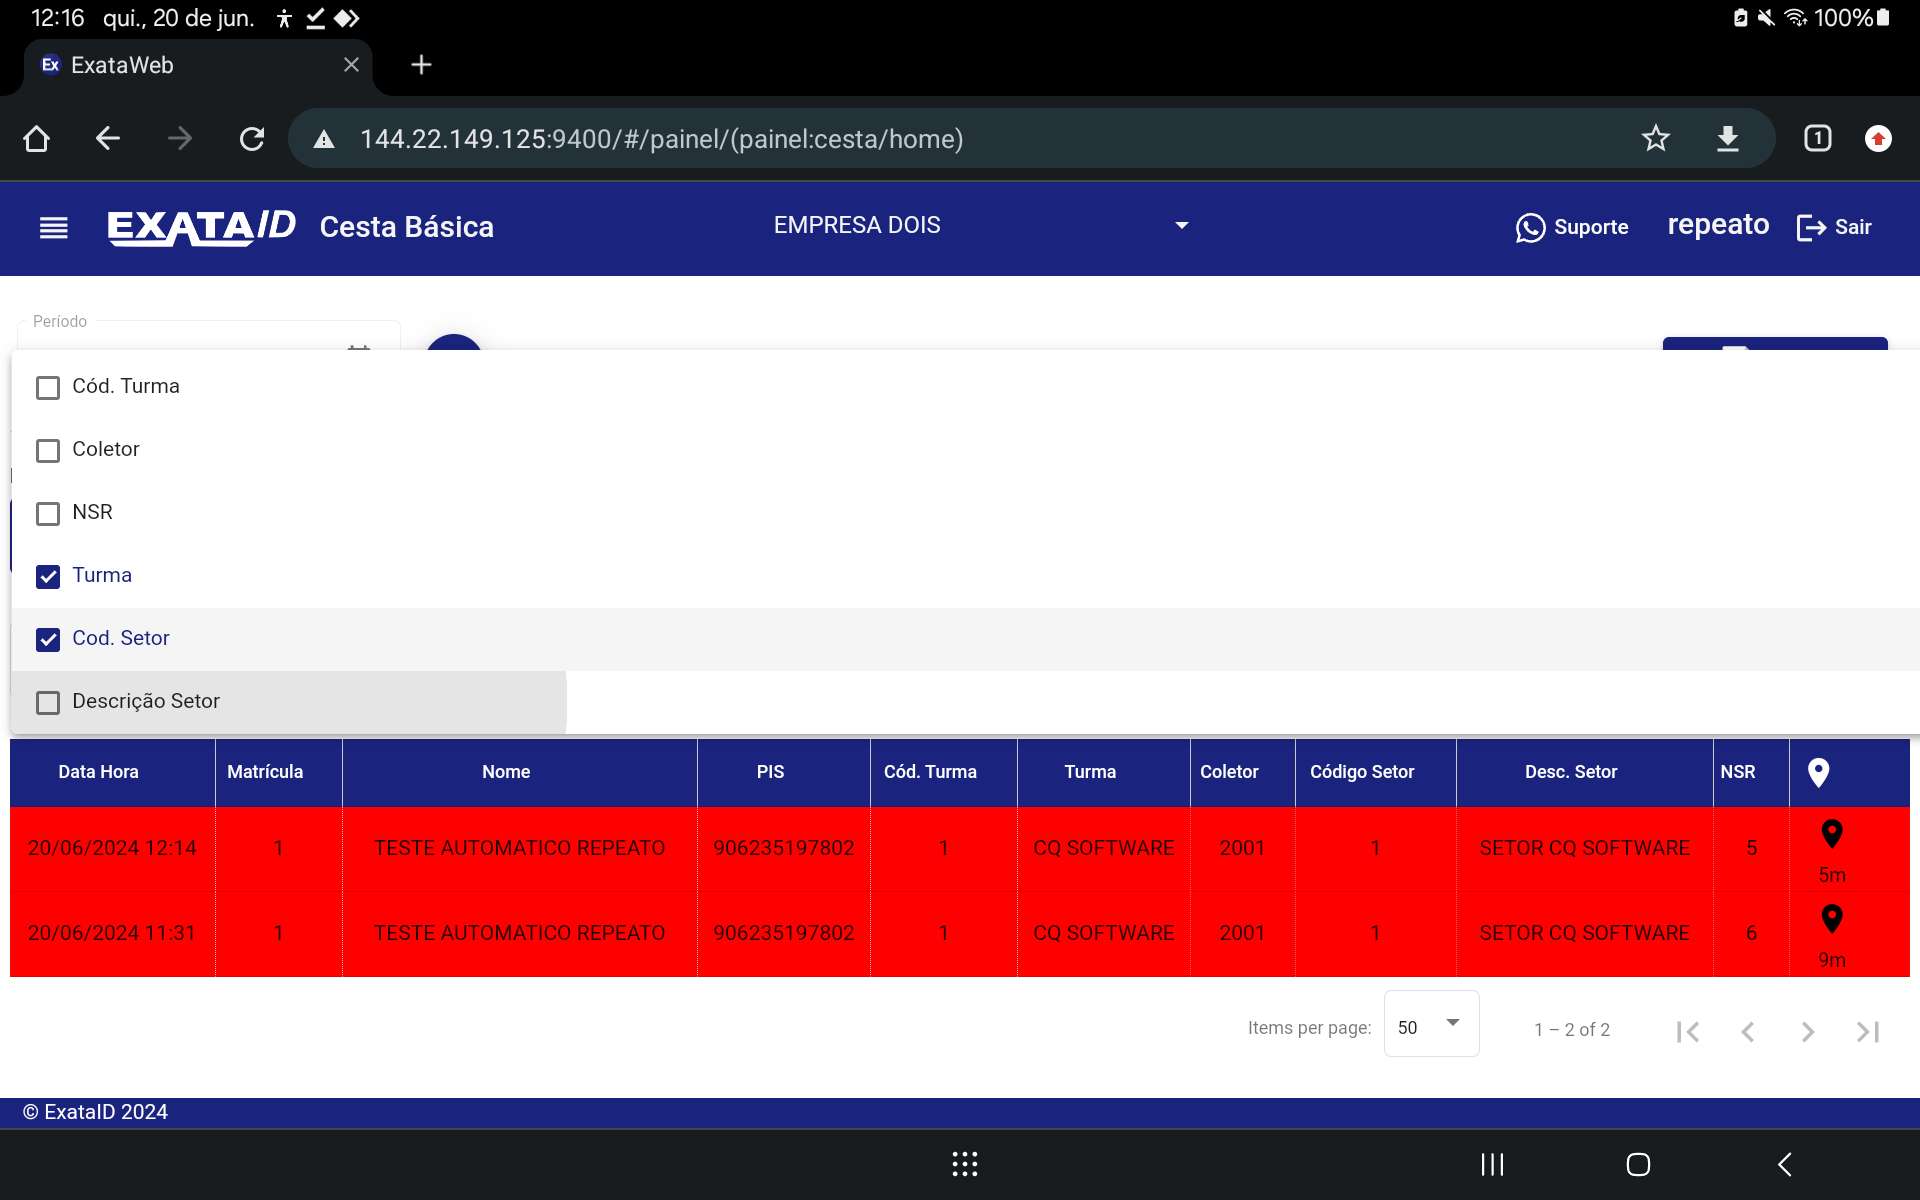 12:16 qui., 20 de jun. 100%
Ex ExataWeb
144.22.149.125:9400/#/painel/(painel:cesta/home) 1
EXATAID Cesta Básica EMPRESA DOIS Suporte repeato Sair
Período
Cód. Turma
Coletor
NSR
Turma
Cod. Setor
Descrição Setor
Data Hora Matrícula Nome PIS Cód. Turma Turma Coletor Código Setor Desc. Setor NSR
20/06/2024 12:14 1 TESTE AUTOMATICO REPEATO 906235197802 1 CQ SOFTWARE 2001 1 SETOR CQ SOFTWARE 5 5m
20/06/2024 11:31 1 TESTE AUTOMATICO REPEATO 906235197802 1 CQ SOFTWARE 2001 1 SETOR CQ SOFTWARE 6 9m
Items per page: 50 1 – 2 of 2
© ExataID 2024